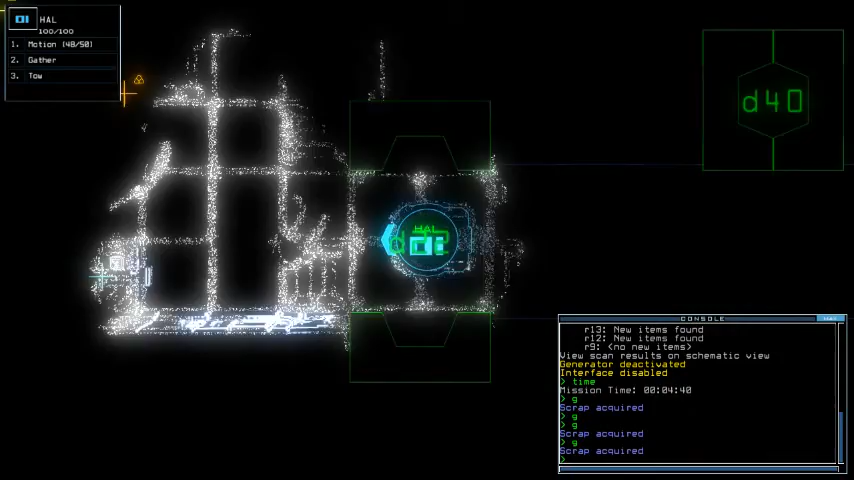 HAL
100/100
1. Motion [48/50]
2. Gather
3. Tow
d40
HAL
CONSOLE
HAL
r13: New items found
r12: New items found
r9: <no new items>
View scan results on schematic view
Generator deactivated
Interface disabled
> time
Mission Time: 00:04:40
> g
Scrap acquired
> g
> g
Scrap acquired
> g
Scrap acquired
>